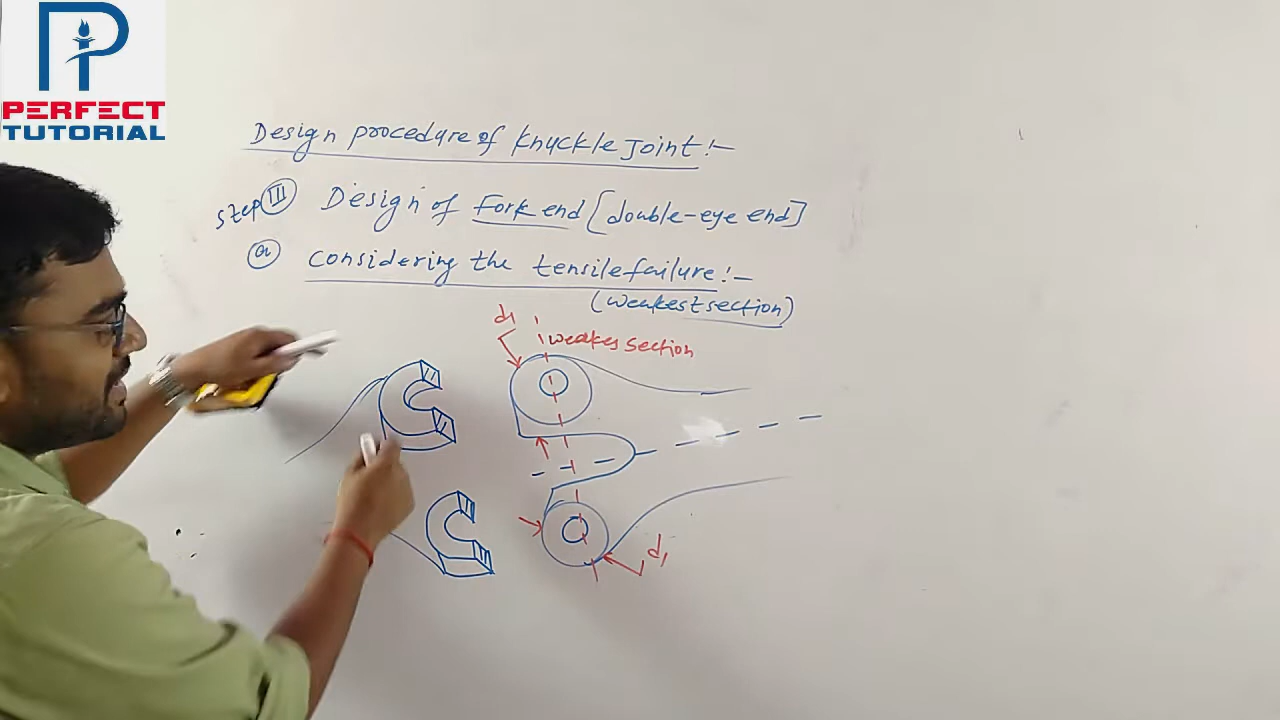 PERFECT
TUTORIAL
Design procedure of Knuckle Joint:-
Step III Design of Fork end [double-eye end]
(a) Considering the tensile failure:-
(weakest section)
d1
weakes section
d1